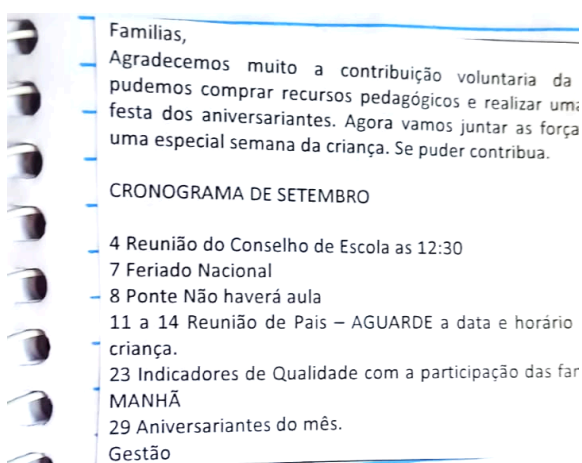 Familias,
Agradecemos muito a contribuição voluntaria da
pudemos comprar recursos pedagógicos e realizar uma
festa dos aniversariantes. Agora vamos juntar as
uma especial semana da criança. Se puder contribua.
CRONOGRAMA DE SETEMBRO
4 Reunião do Conselho de Escola as 12:30
7 Feriado Nacional
8 Ponte Não haverá aula
11 a 14 Reunião de Pais – AGUARDE a data e horário
criança.
23 Indicadores de Qualidade com a participação das
MANHÃ
29 Aniversariantes do mês.
Gestão